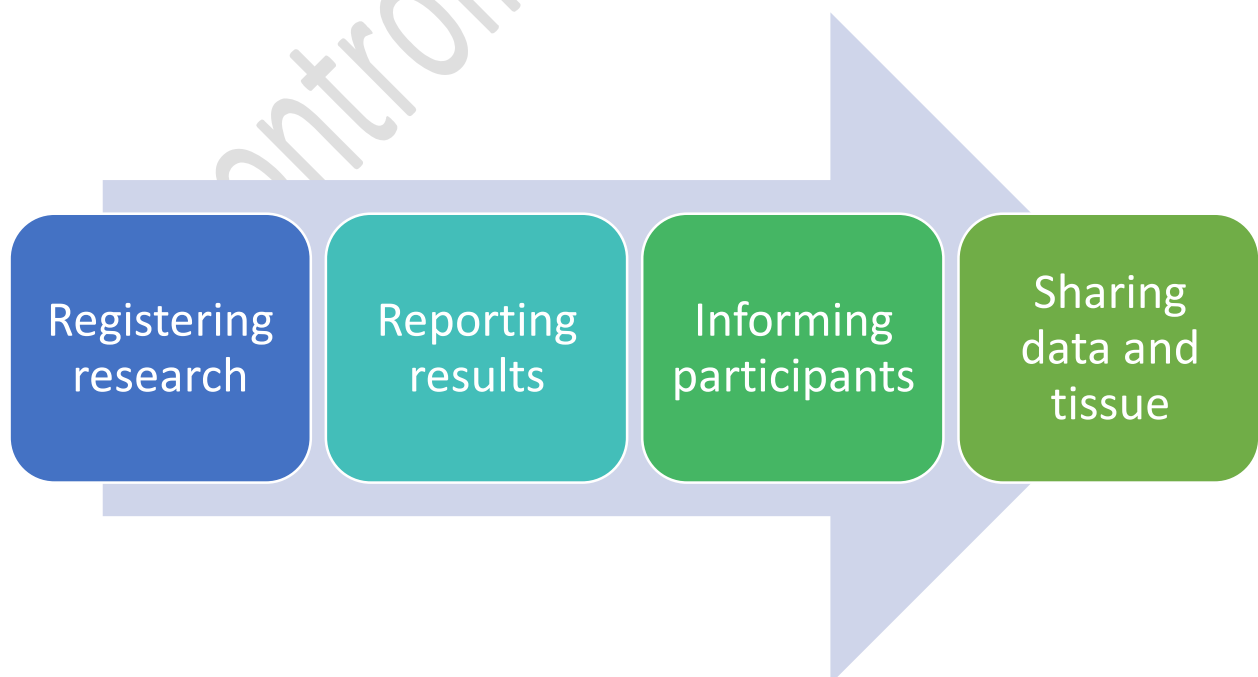 Registering
research
Reporting
results
Informing
participants
Sharing
data and
tissue